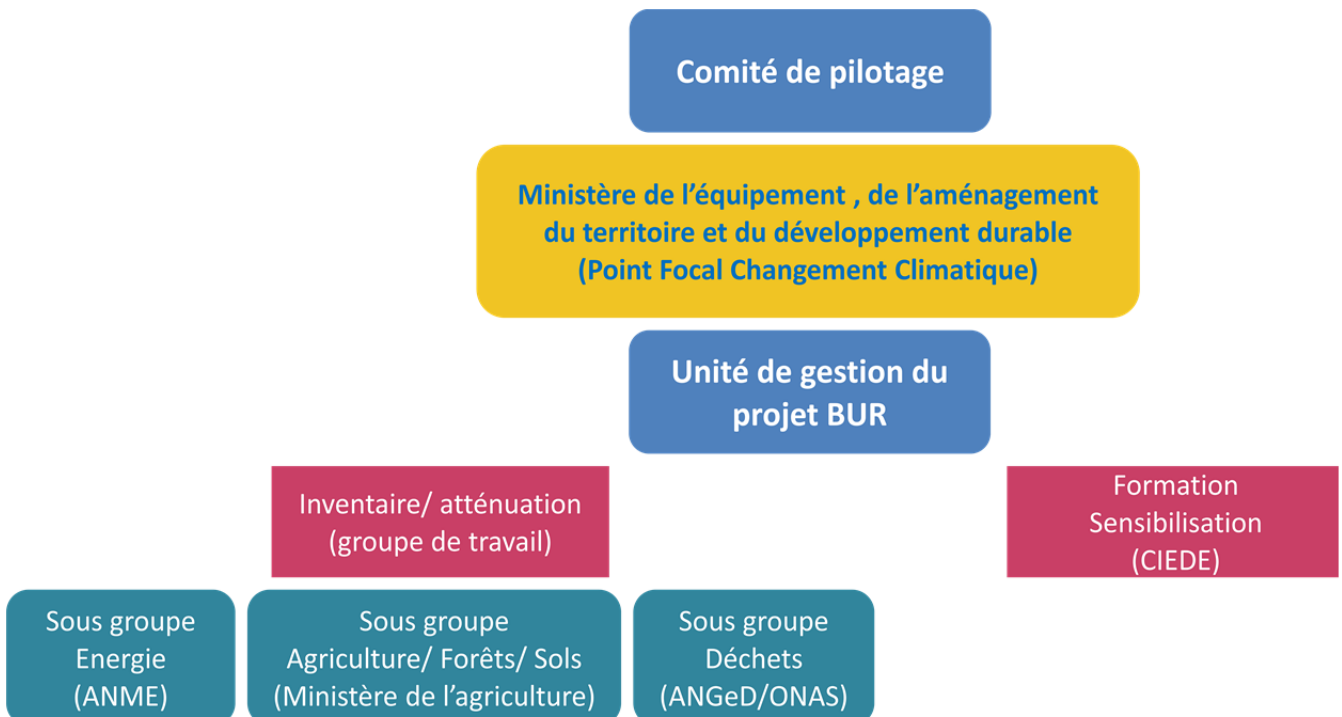 Comité de pilotage
Ministère de l’équipement , de l’aménagement
du territoire et du développement durable
(Point Focal Changement Climatique)
Unité de gestion du
projet BUR
Inventaire/ atténuation
(groupe de travail)
Formation
Sensibilisation
(CIEDE)
Sous groupe
Energie
(ANME)
Sous groupe
Agriculture/ Forêts/ Sols
(Ministère de l’agriculture)
Sous groupe
Déchets
(ANGeD/ONAS)